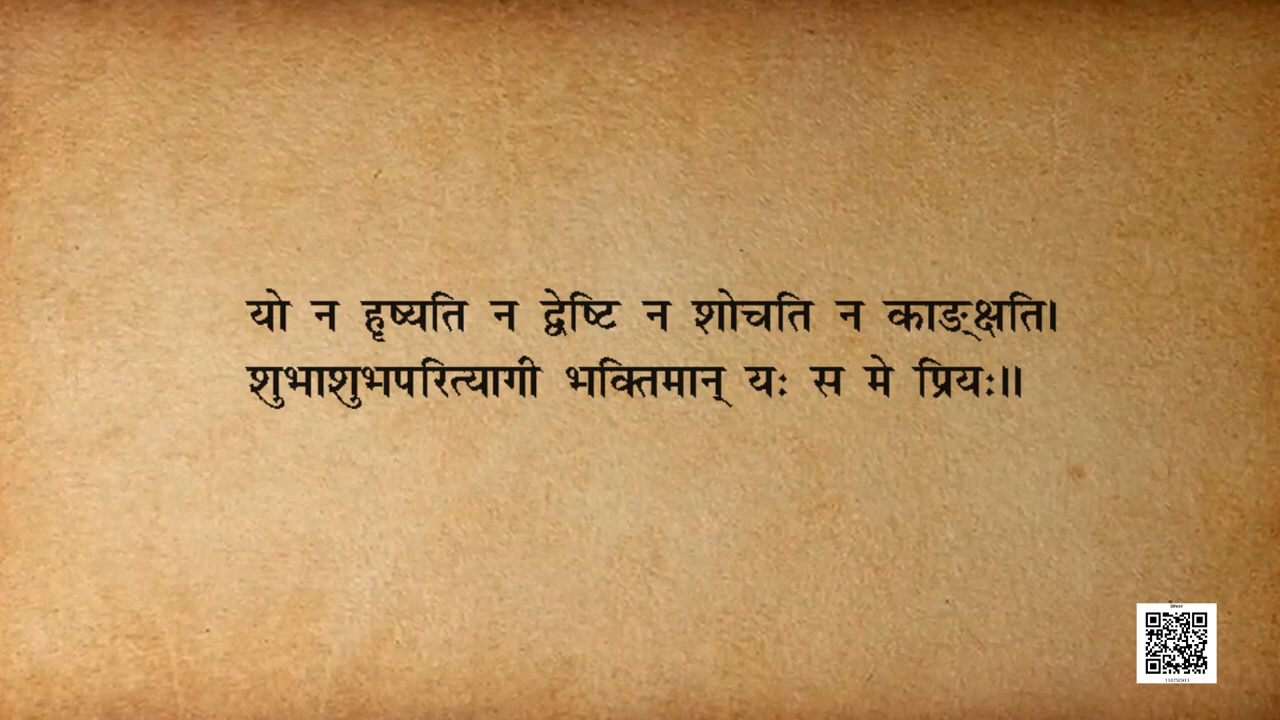 यो न हृष्यति न द्वेष्टि न शोचति न काङ्क्षति।
शुभाशुभपरित्यागी भक्तिमान् यः स मे प्रियः॥